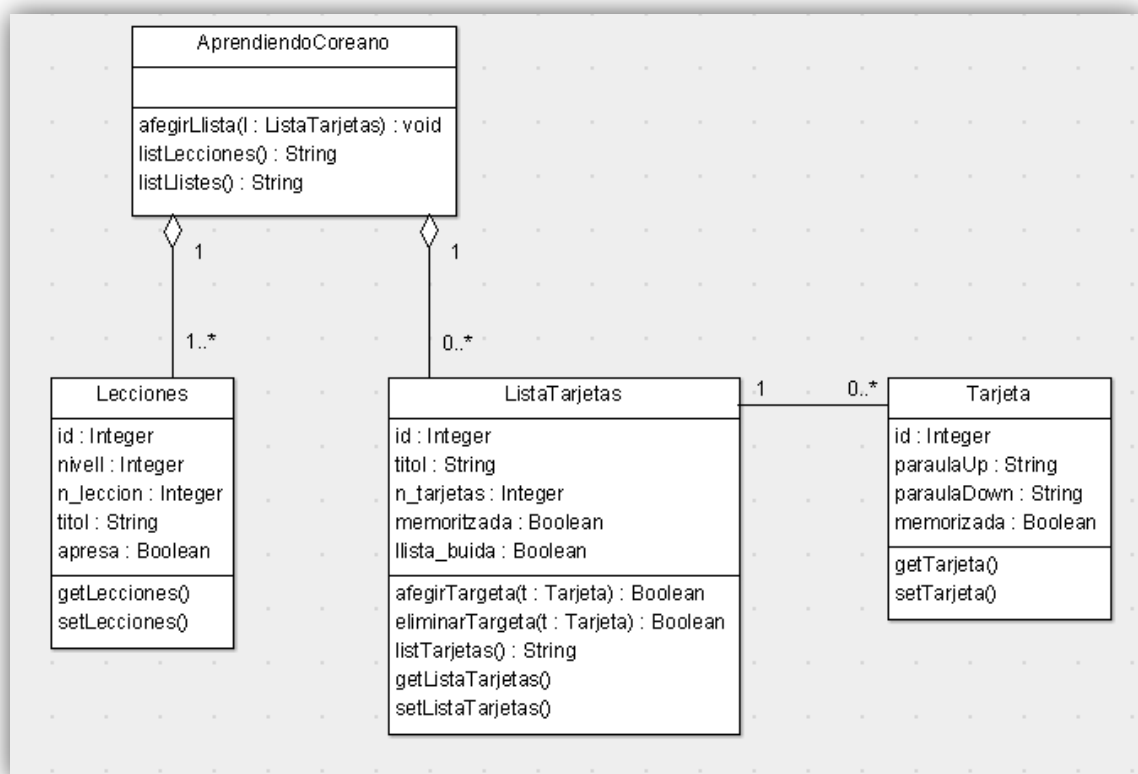 AprendiendoCoreano
afegirLlista(l : ListaTarjetas) : void
listLecciones() : String
listLlistes() : String
1
1
1..*
0..*
Lecciones
id : Integer
nivell : Integer
n_leccion : Integer
titol : String
apresa : Boolean
getLecciones()
setLecciones()
ListaTarjetas
id : Integer
titol : String
n_tarjetas : Integer
memoritzada : Boolean
llista_buida : Boolean
afegirTargeta(t : Tarjeta) : Boolean
eliminarTargeta(t : Tarjeta) : Boolean
listTarjetas() : String
getListaTarjetas()
setListaTarjetas()
1
0..*
Tarjeta
id : Integer
paraulaUp : String
paraulaDown : String
memorizada : Boolean
getTarjeta()
setTarjeta()